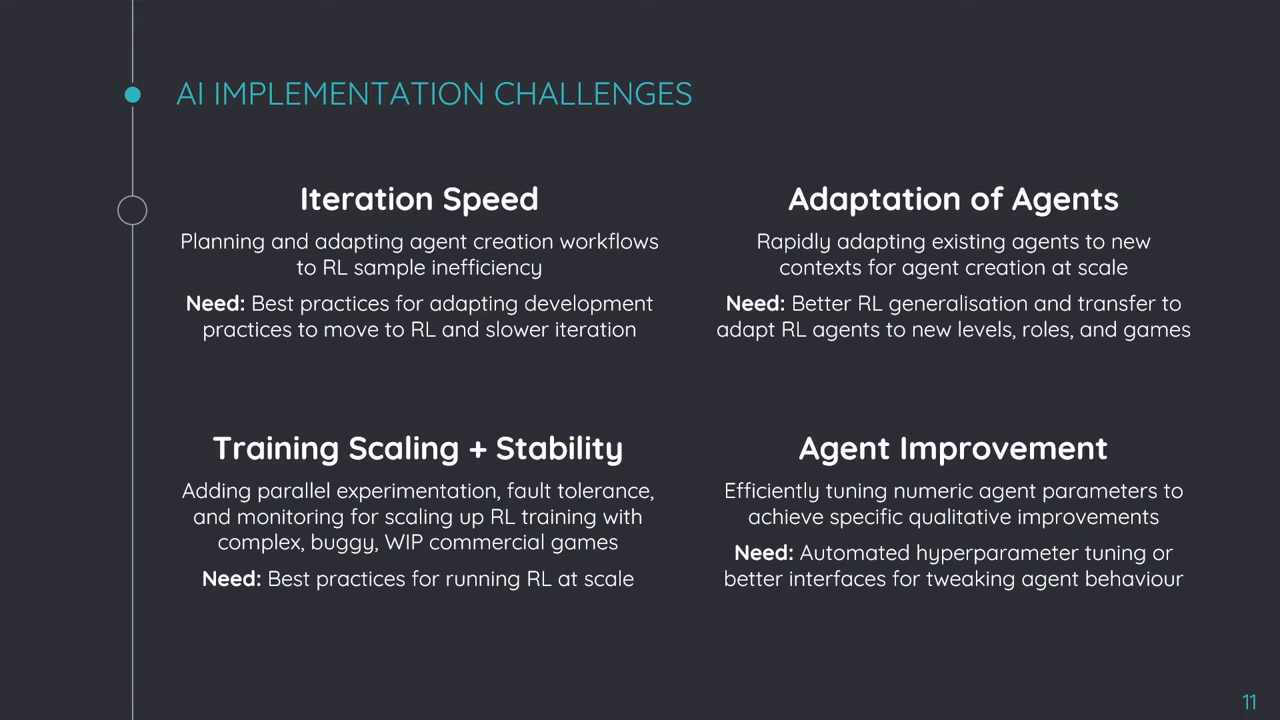 AI IMPLEMENTATION CHALLENGES
Iteration Speed
Planning and adapting agent creation workflows
to RL sample inefficiency
Need: Best practices for adapting development
practices to move to RL and slower iteration
Adaptation of Agents
Rapidly adapting existing agents to new
contexts for agent creation at scale
Need: Better RL generalisation and transfer to
adapt RL agents to new levels, roles, and games
Training Scaling + Stability
Adding parallel experimentation, fault tolerance,
and monitoring for scaling up RL training with
complex, buggy, WIP commercial games
Need: Best practices for running RL at scale
Agent Improvement
Efficiently tuning numeric agent parameters to
achieve specific qualitative improvements
Need: Automated hyperparameter tuning or
better interfaces for tweaking agent behaviour
11